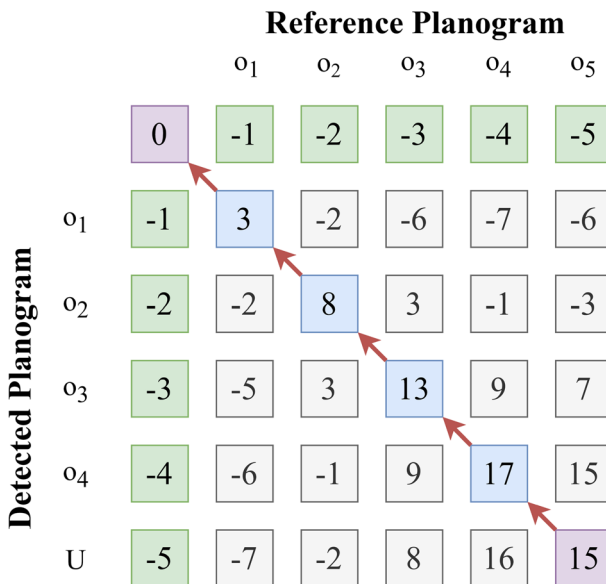 Reference Planogram
o1 o2 o3 o4 o5
0 -1 -2 -3 -4 -5
Detected Planogram
o1 -1 3 -2 -6 -7 -6
o2 -2 -2 8 3 -1 -3
o3 -3 -5 3 13 9 7
o4 -4 -6 -1 9 17 15
U -5 -7 -2 8 16 15